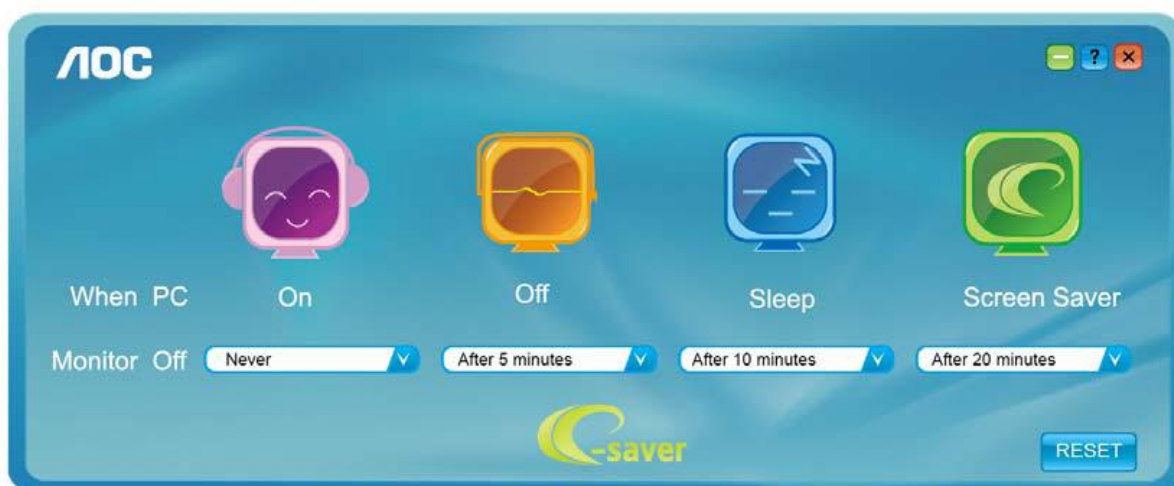 AOC
?
When PC On Off Sleep Screen Saver
Monitor Off Never After 5 minutes After 10 minutes After 20 minutes
e-saver
RESET